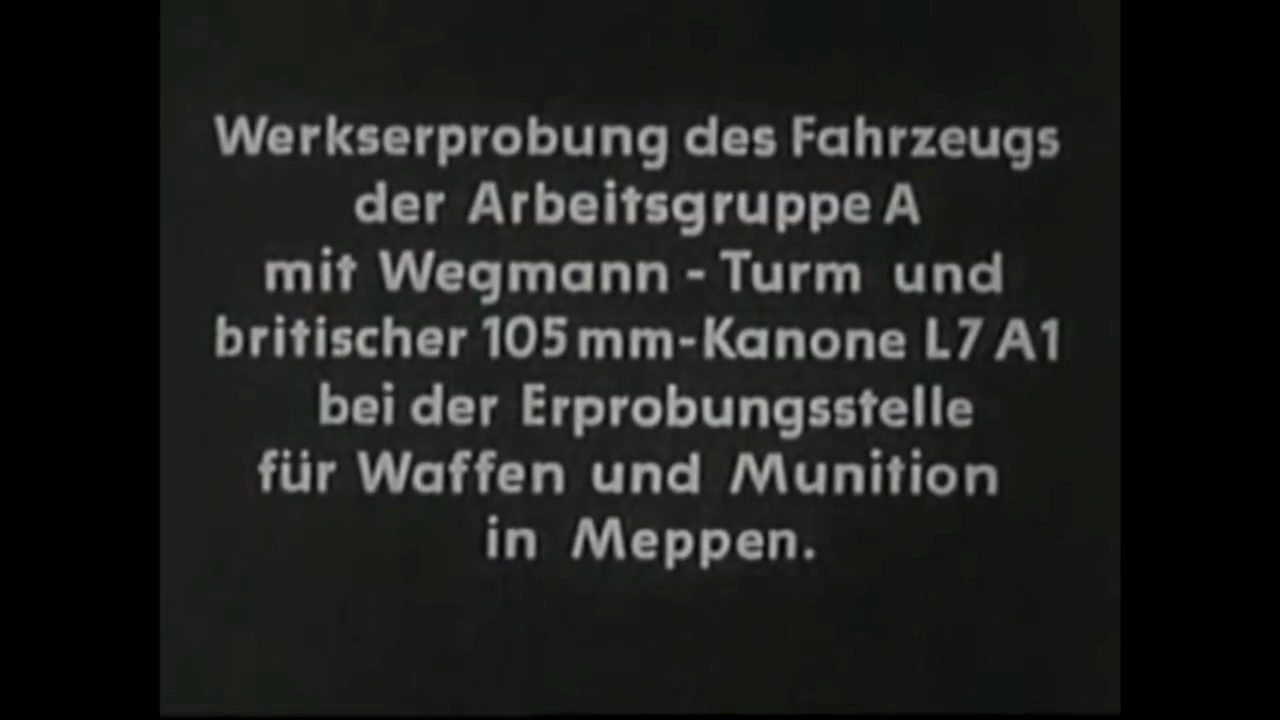 Werkserprobung des Fahrzeugs
der Arbeitsgruppe A
mit Wegmann - Turm und
britischer 105 mm-Kanone L7 A1
bei der Erprobungsstelle
für Waffen und Munition
in Meppen.